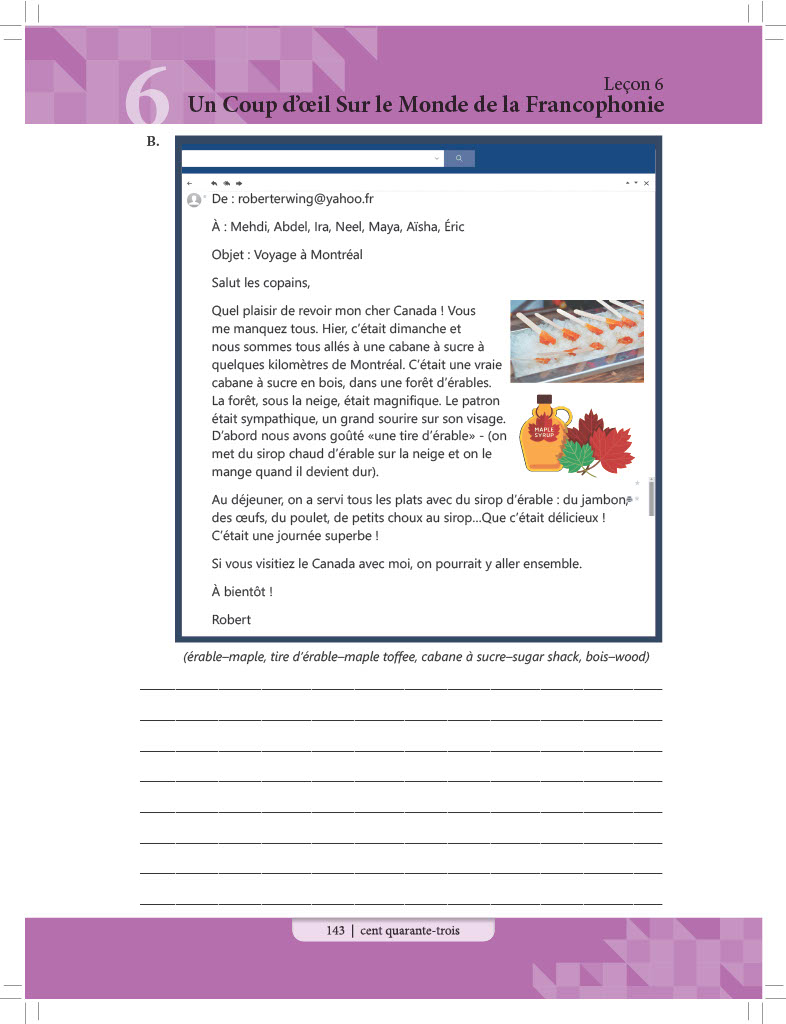 Leçon 6
6
Un Coup d'œil Sur le Monde de la Francophonie
B.
De : roberterwing@yahoo.fr
À : Mehdi, Abdel, Ira, Neel, Maya, Aïsha, Éric
Objet : Voyage à Montréal
Salut les copains,
Quel plaisir de revoir mon cher Canada ! Vous
me manquez tous. Hier, c'était dimanche et
nous sommes tous allés à une cabane à sucre à
quelques kilomètres de Montréal. C'était une vraie
cabane à sucre en bois, dans une forêt d'érables.
La forêt, sous la neige, était magnifique. Le patron
était sympathique, un grand sourire sur son visage.
D'abord nous avons goûté «une tire d'érable» - (on
met du sirop chaud d'érable sur la neige et on le
mange quand il devient dur).
MAPLE
SYRUP
Au déjeuner, on a servi tous les plats avec du sirop d'érable : du jambon,
des œufs, du poulet, de petits choux au sirop...Que c'était délicieux !
C'était une journée superbe !
Si vous visitiez le Canada avec moi, on pourrait y aller ensemble.
À bientôt !
Robert
(érable–maple, tire d'érable–maple toffee, cabane à sucre–sugar shack, bois–wood)
143 | cent quarante-trois